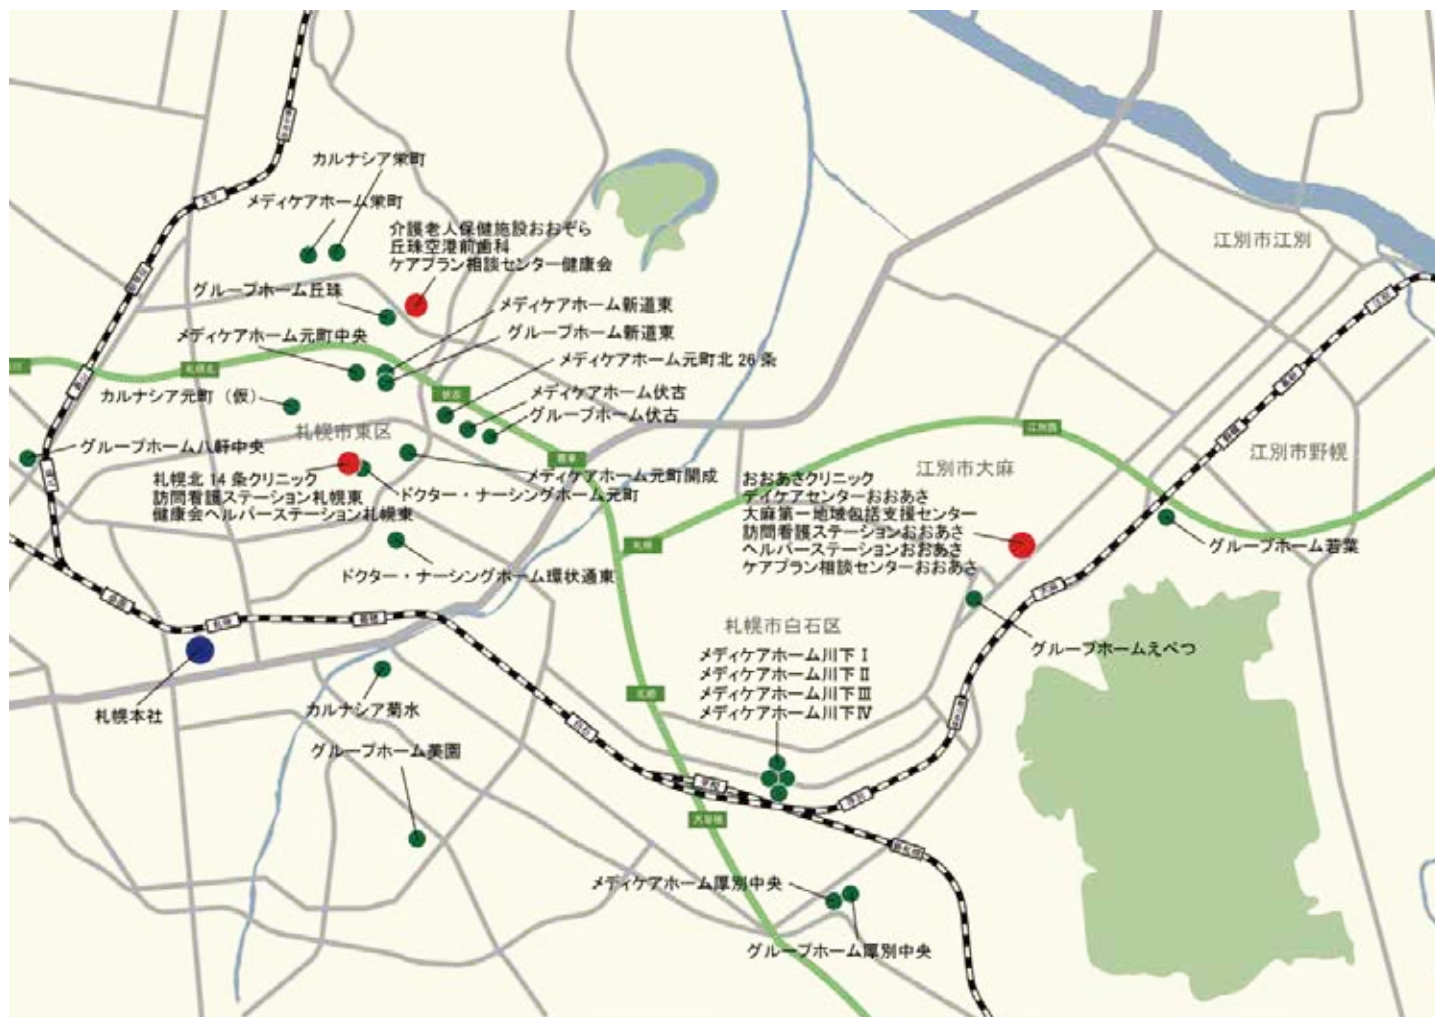 カルナシア栄町
メディケアホーム栄町
介護老人保健施設おおぞら
丘珠空港前歯科
ケアプラン相談センター健康会
江別市江別
グループホーム丘珠
メディケアホーム新道東
メディケアホーム元町中央
グループホーム新道東
メディケアホーム元町北26条
札幌北
カルナシア元町（仮）
伏古
メディケアホーム伏古
グループホーム伏古
札幌市東区
江別西
グループホーム八軒中央
江別市野幌
江別市大麻
メディケアホーム元町開成
札幌北14条クリニック
訪問看護ステーション札幌東
健康会ヘルパーステーション札幌東
ドクター・ナーシングホーム元町
おおあさクリニック
デイケアセンターおおあさ
大麻第一地域包括支援センター
訪問看護ステーションおおあさ
ヘルパーステーションおおあさ
ケアプラン相談センターおおあさ
札幌
グループホーム若葉
ドクター・ナーシングホーム環状通東
札幌市白石区
グループホームえべつ
メディケアホーム川下Ⅰ
メディケアホーム川下Ⅱ
メディケアホーム川下Ⅲ
メディケアホーム川下Ⅳ
北郷
札幌本社
カルナシア菊水
グループホーム美園
大谷地
メディケアホーム厚別中央
グループホーム厚別中央